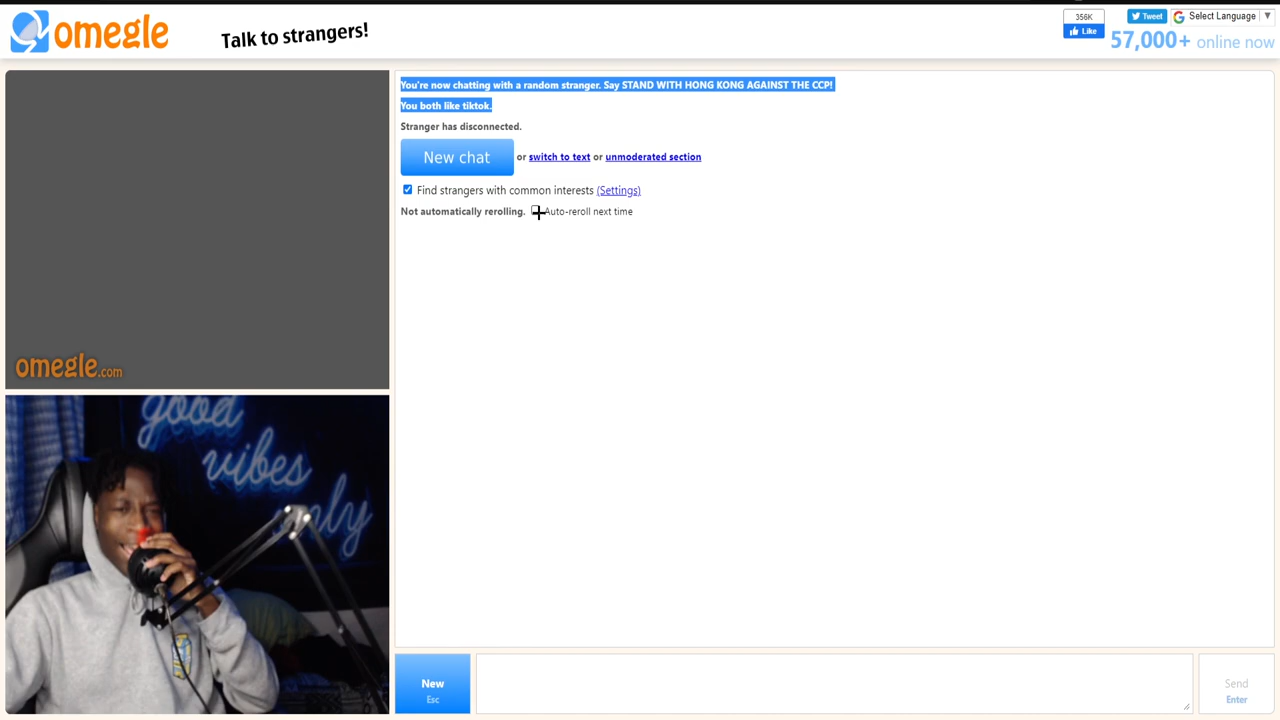 omegle
Talk to strangers!
356K
Like
Tweet
Select Language
57,000+ online now
You're now chatting with a random stranger. Say STAND WITH HONG KONG AGAINST THE CCP!
You both like tiktok.
Stranger has disconnected.
New chat or switch to text or unmoderated section
Find strangers with common interests (Settings)
Not automatically rerolling. Auto-reroll next time
omegle.com
good
vibes
only
New
Esc
Send
Enter